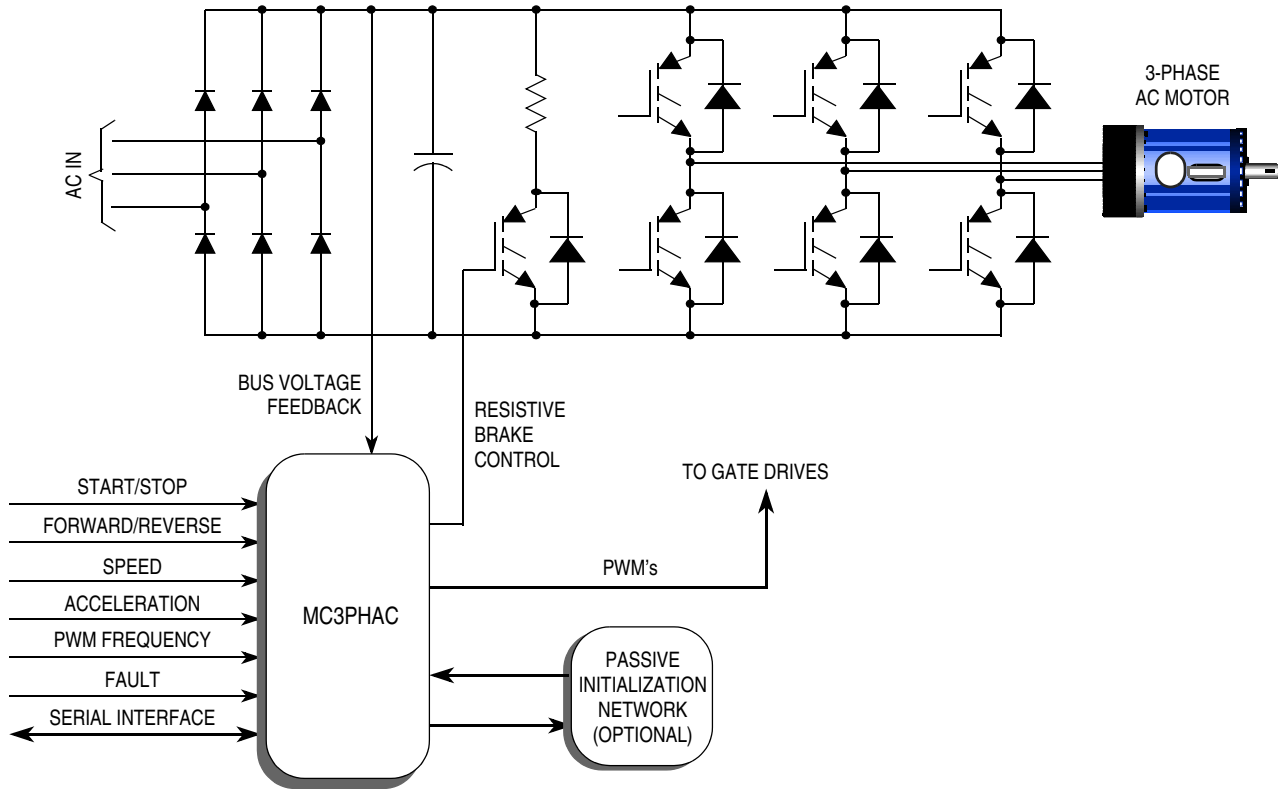 3-PHASE
AC MOTOR
AC IN
BUS VOLTAGE
FEEDBACK
RESISTIVE
BRAKE
CONTROL
TO GATE DRIVES
START/STOP
FORWARD/REVERSE
SPEED
ACCELERATION
PWM FREQUENCY
FAULT
SERIAL INTERFACE
MC3PHAC
PWM's
PASSIVE
INITIALIZATION
NETWORK
(OPTIONAL)